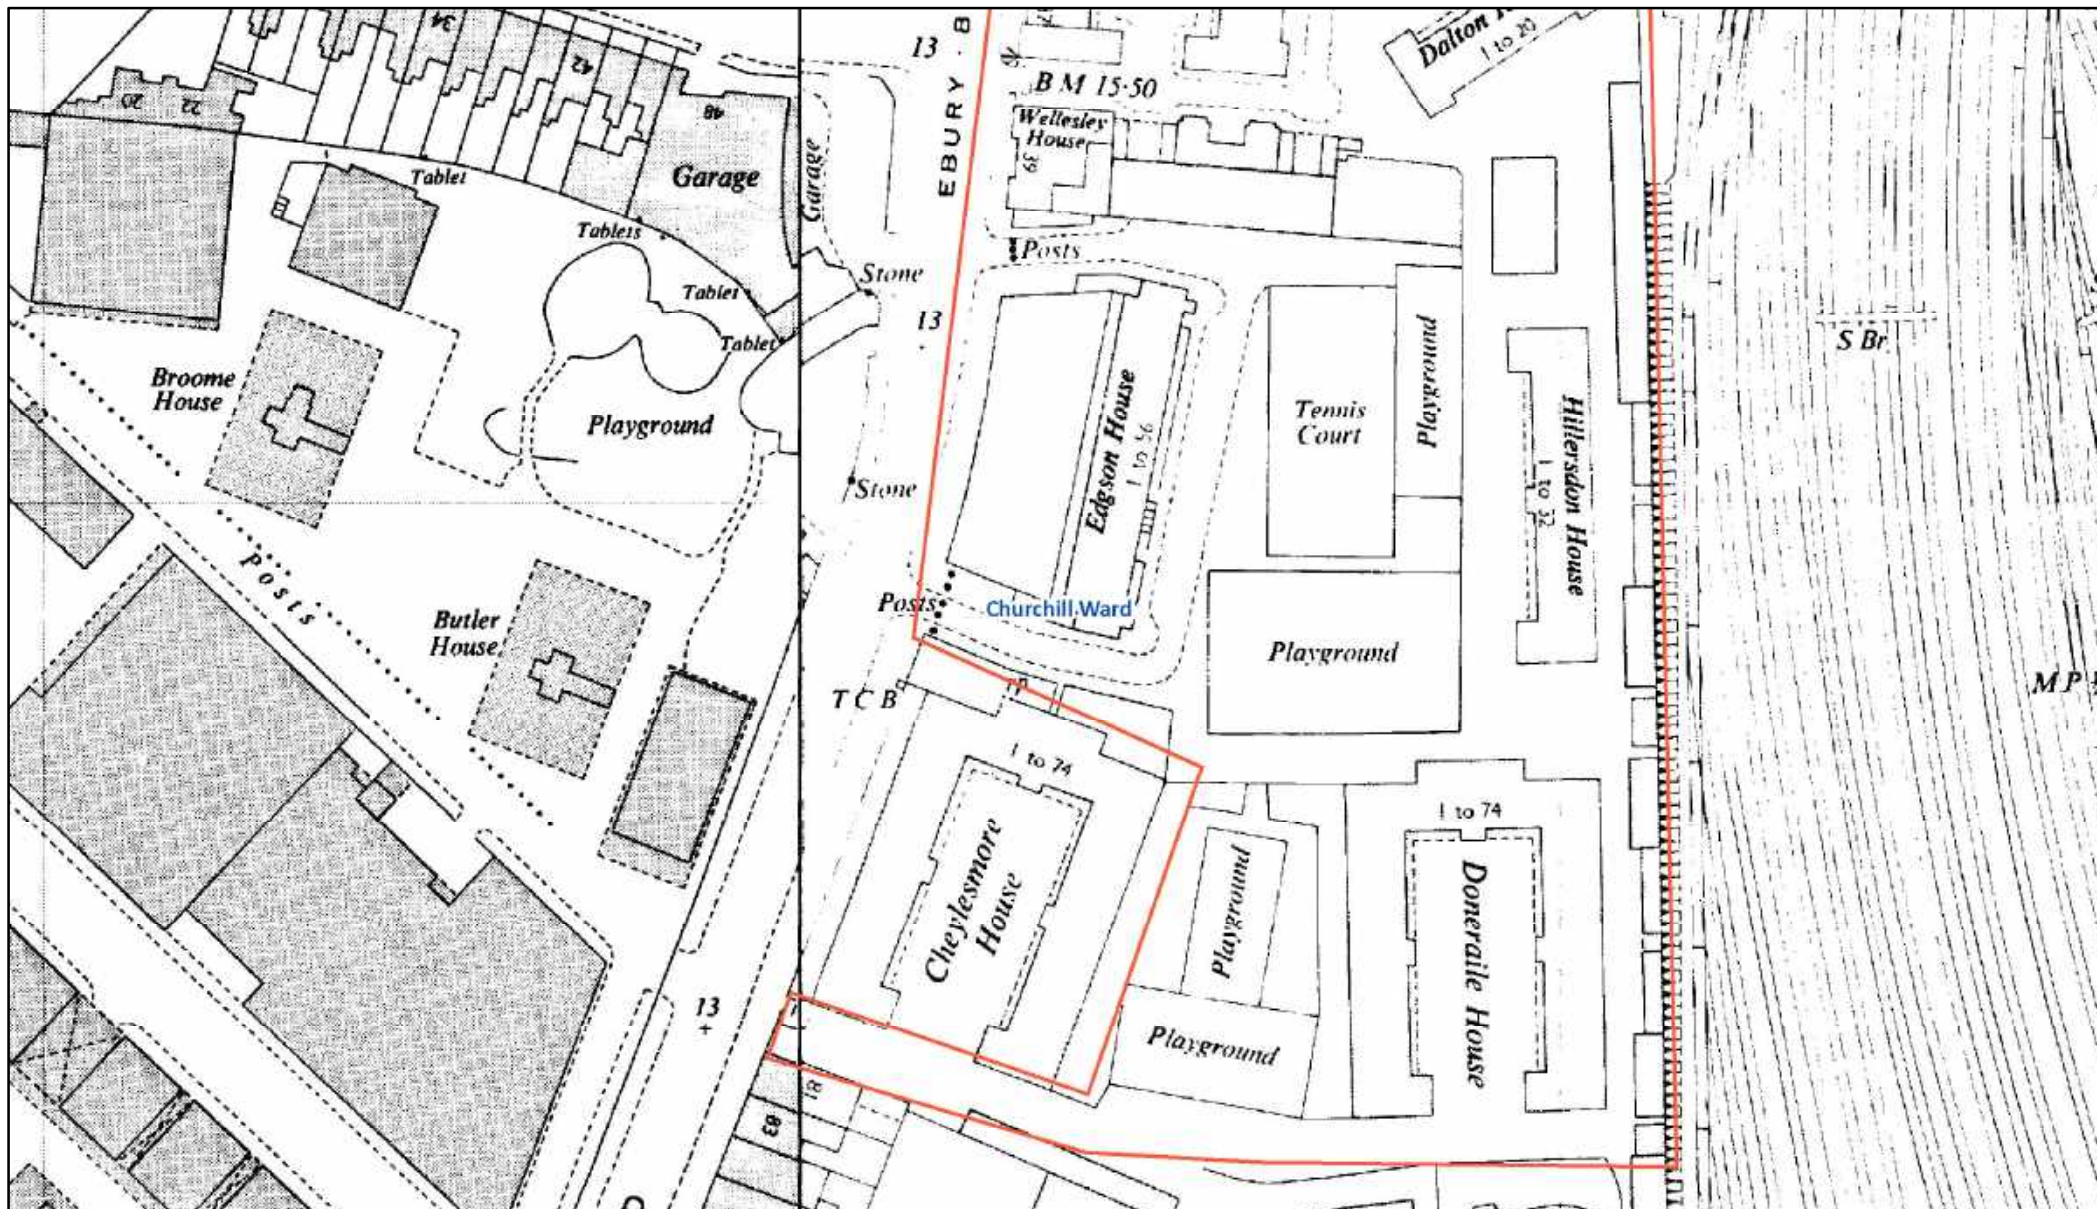 34
42
48
20
22
Garage
Garage
13
EBURY
B
B M 15·50
Wellesley
House
39
Dalton
1 to 20
Tablet
Tablets
Tablet
Tablet
Stone
Posts
13
Broome
House
Playground
Stone
Edgson House
1 to 56
Tennis
Court
Playground
Hillersdon House
1 to 32
S Br
Posts
Butler
House
Posts
Churchill Ward
Playground
T C B
M P
1 to 74
Cheylesmore
House
Playground
1 to 74
Doneraile House
13
Playground
81
83